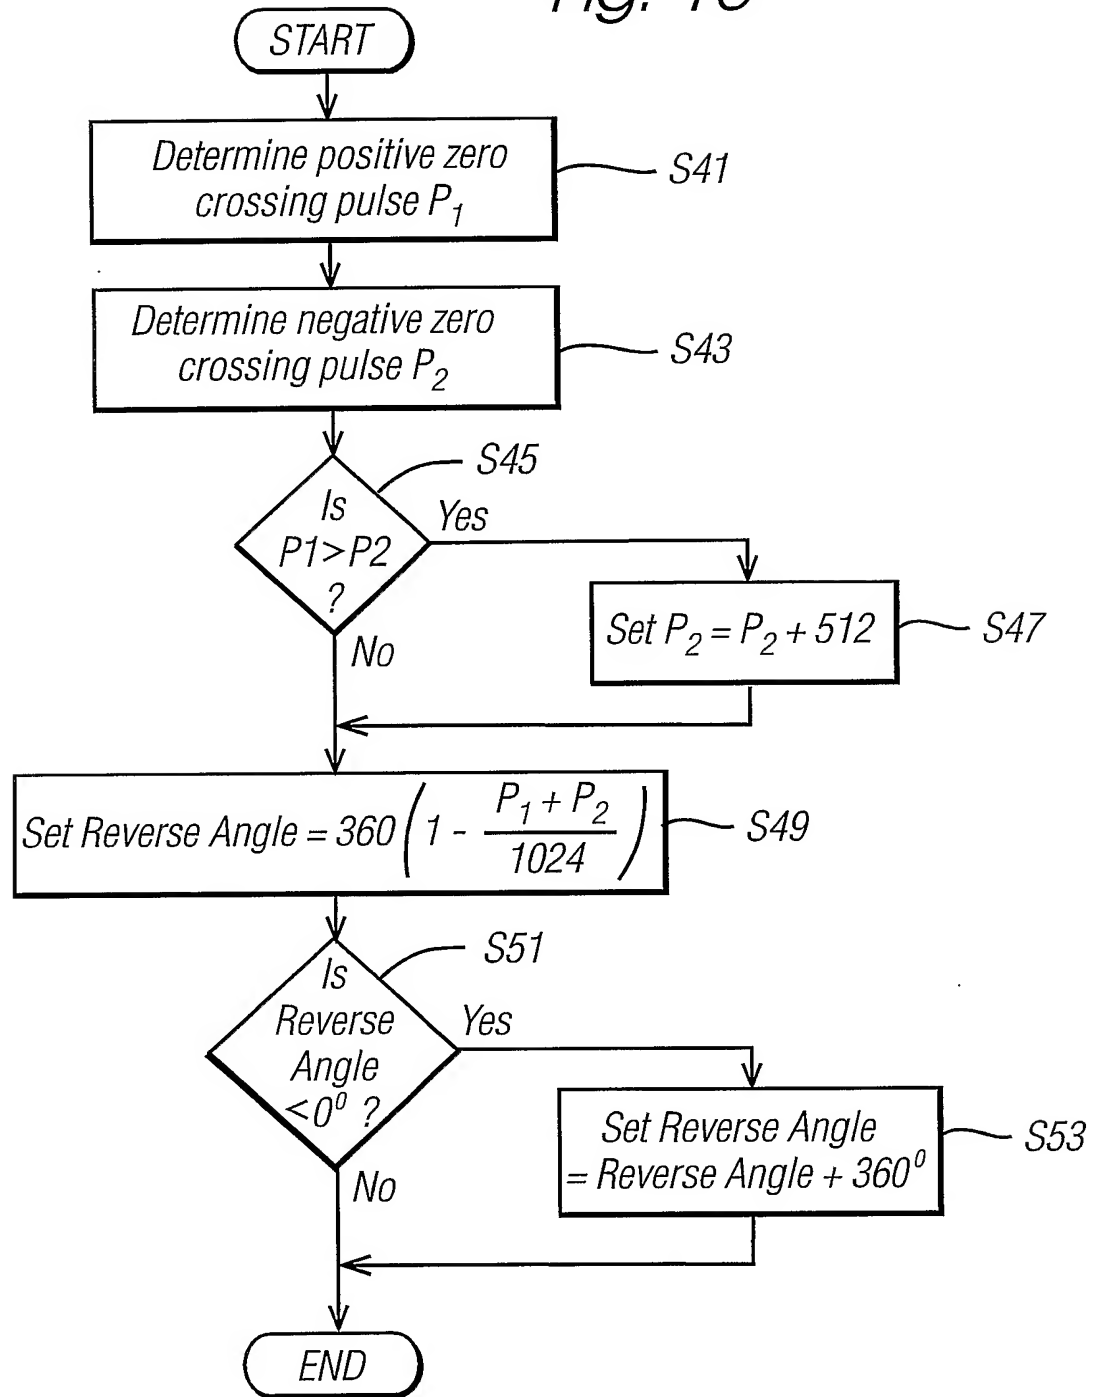 START
Determine positive zero
crossing pulse P₁
S41
Determine negative zero
crossing pulse P₂
S43
S45
Is
P1>P2
?
Yes
No
Set P₂ = P₂ + 512
S47
Set Reverse Angle = 360 (1 - (P₁ + P₂)/1024)
S49
S51
Is
Reverse
Angle
<0⁰ ?
Yes
No
Set Reverse Angle
= Reverse Angle + 360⁰
S53
END